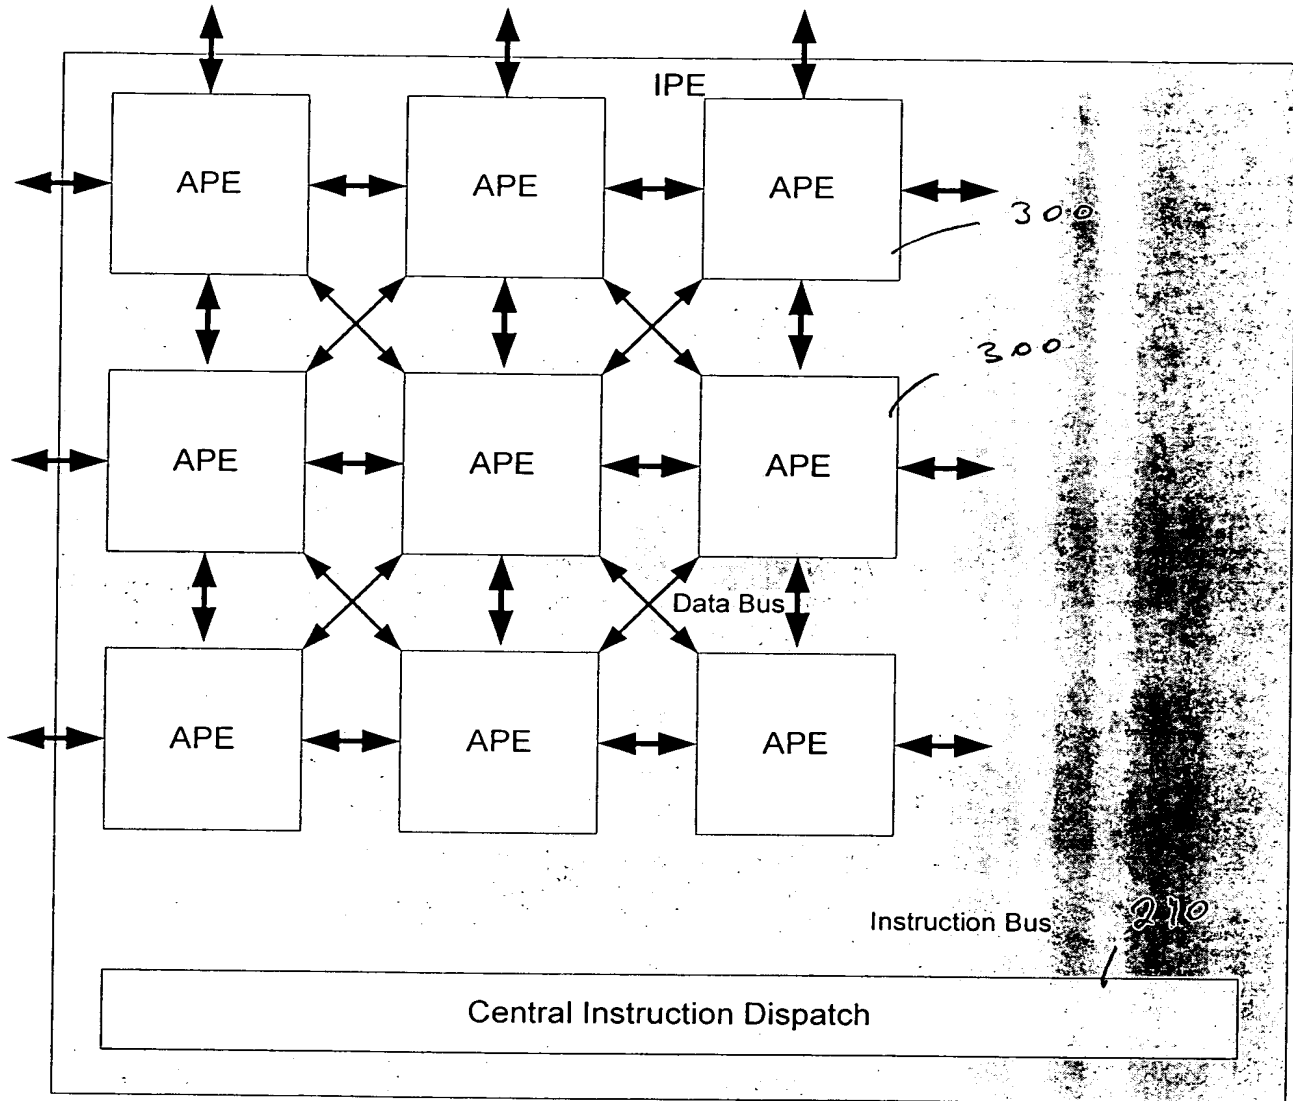 IPE
APE APE APE
300
300
APE APE APE
Data Bus
APE APE APE
Instruction Bus
Central Instruction Dispatch